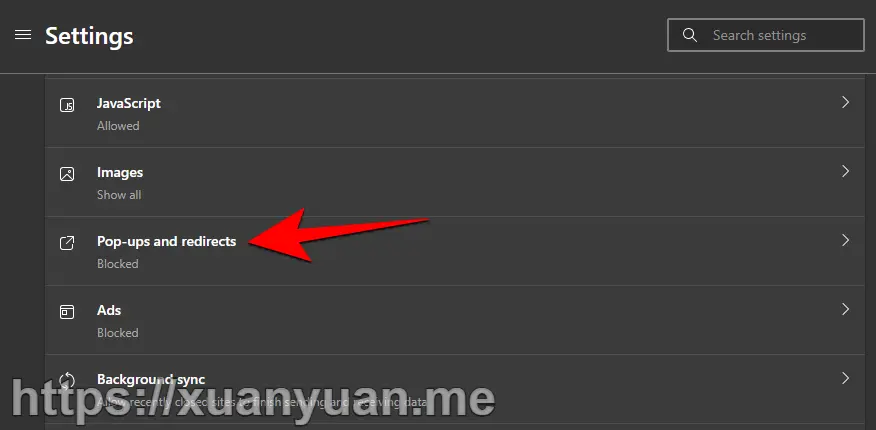 Settings
Search settings
JS
JavaScript
Allowed
Images
Show all
Pop-ups and redirects
Blocked
Ads
Blocked
Background sync
Allow recently closed sites to finish sending and receiving data
https://xuanyuan.me